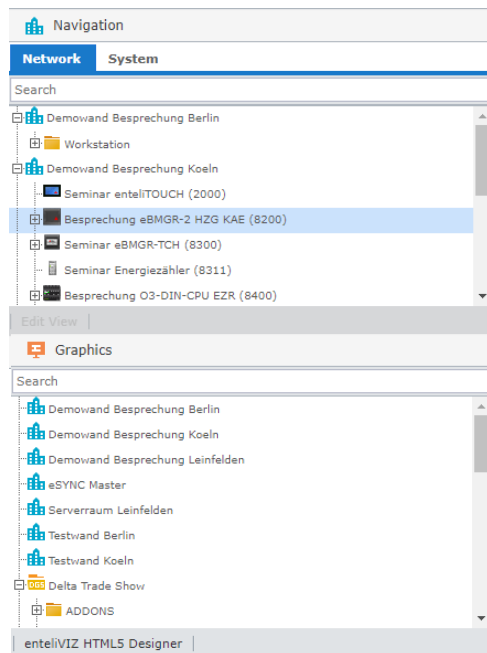 Navigation
Network System
Search
Demowand Besprechung Berlin
Workstation
Demowand Besprechung Koeln
Seminar enteliTOUCH (2000)
Besprechung eBMGR-2 HZG KAE (8200)
Seminar eBMGR-TCH (8300)
Seminar Energiezähler (8311)
Besprechung O3-DIN-CPU EZR (8400)
Edit View
Graphics
Search
Demowand Besprechung Berlin
Demowand Besprechung Koeln
Demowand Besprechung Leinfelden
eSYNC Master
Serverraum Leinfelden
Testwand Berlin
Testwand Koeln
DGS Delta Trade Show
ADDONS
enteliVIZ HTML5 Designer